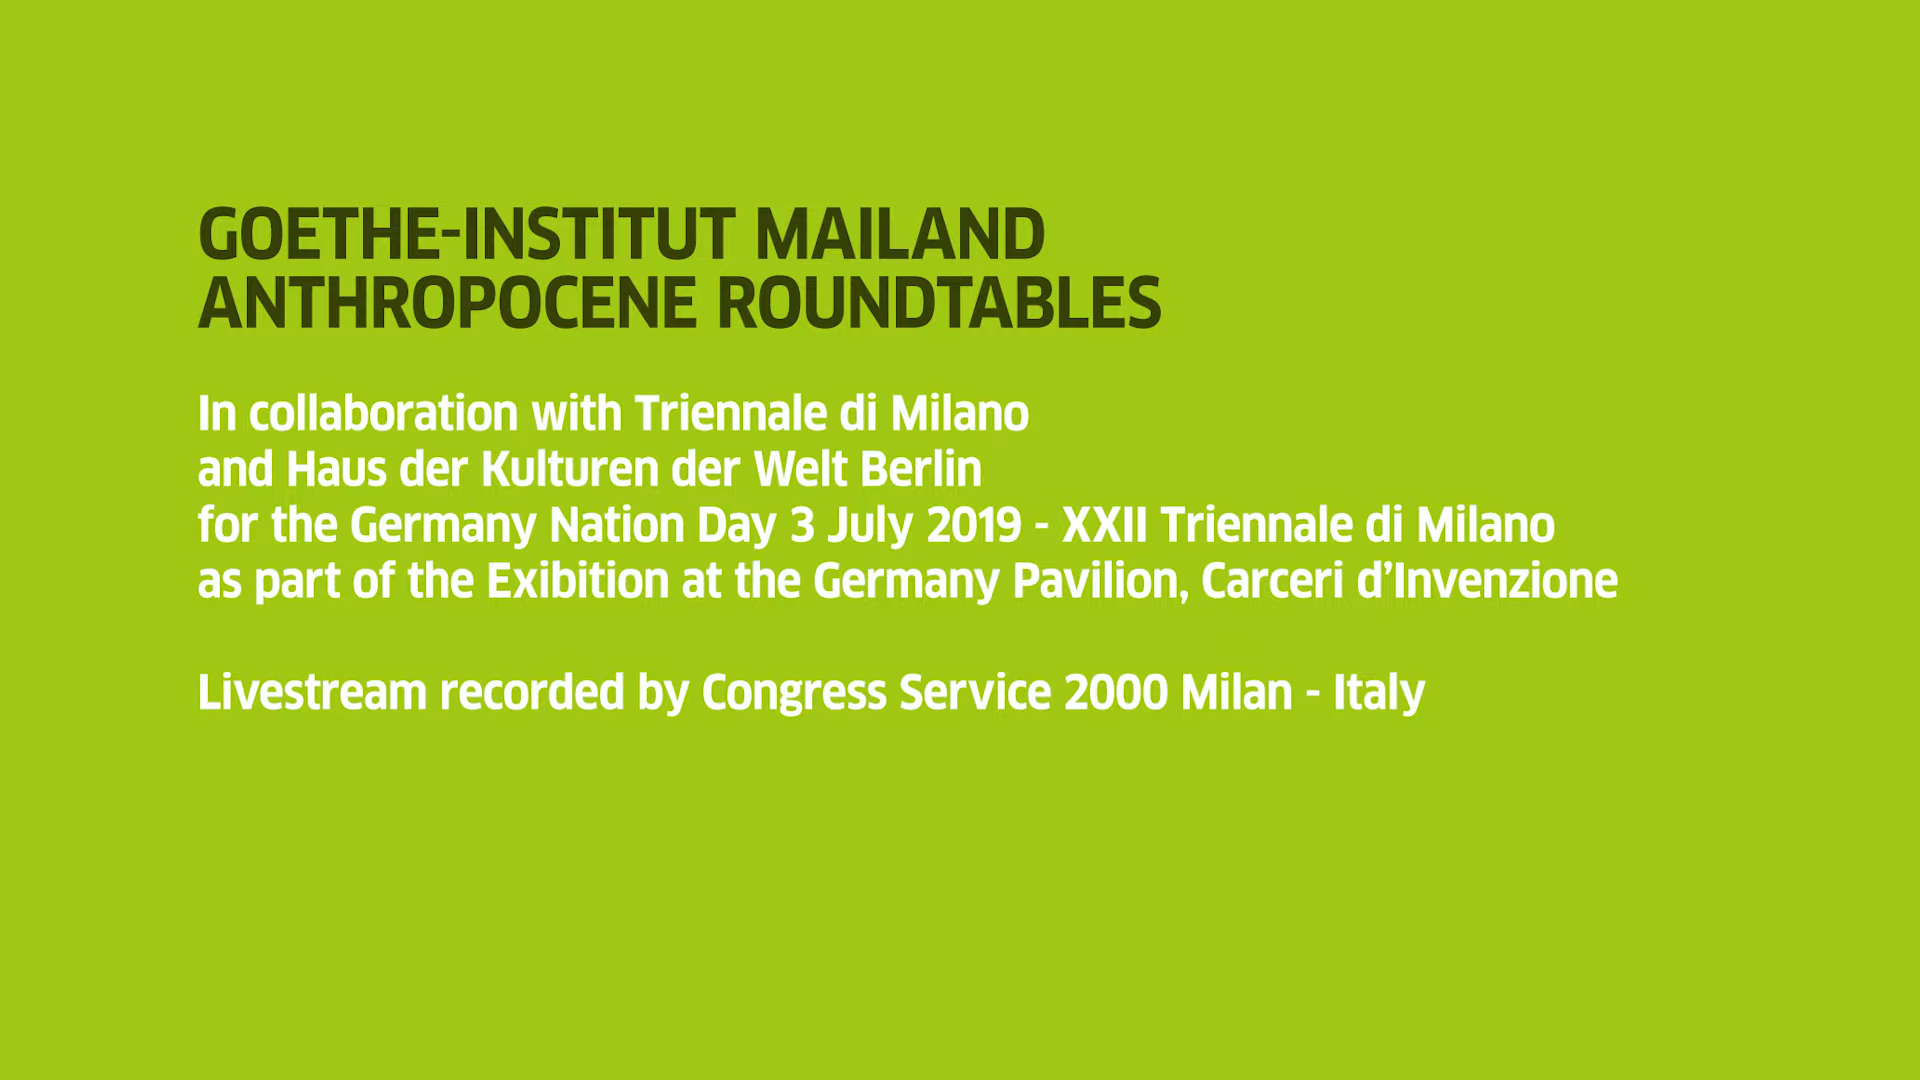 GOETHE-INSTITUT MAILAND
ANTHROPOCENE ROUNDTABLES
In collaboration with Triennale di Milano
and Haus der Kulturen der Welt Berlin
for the Germany Nation Day 3 July 2019 - XXII Triennale di Milano
as part of the Exibition at the Germany Pavilion, Carceri d’Invenzione
Livestream recorded by Congress Service 2000 Milan - Italy